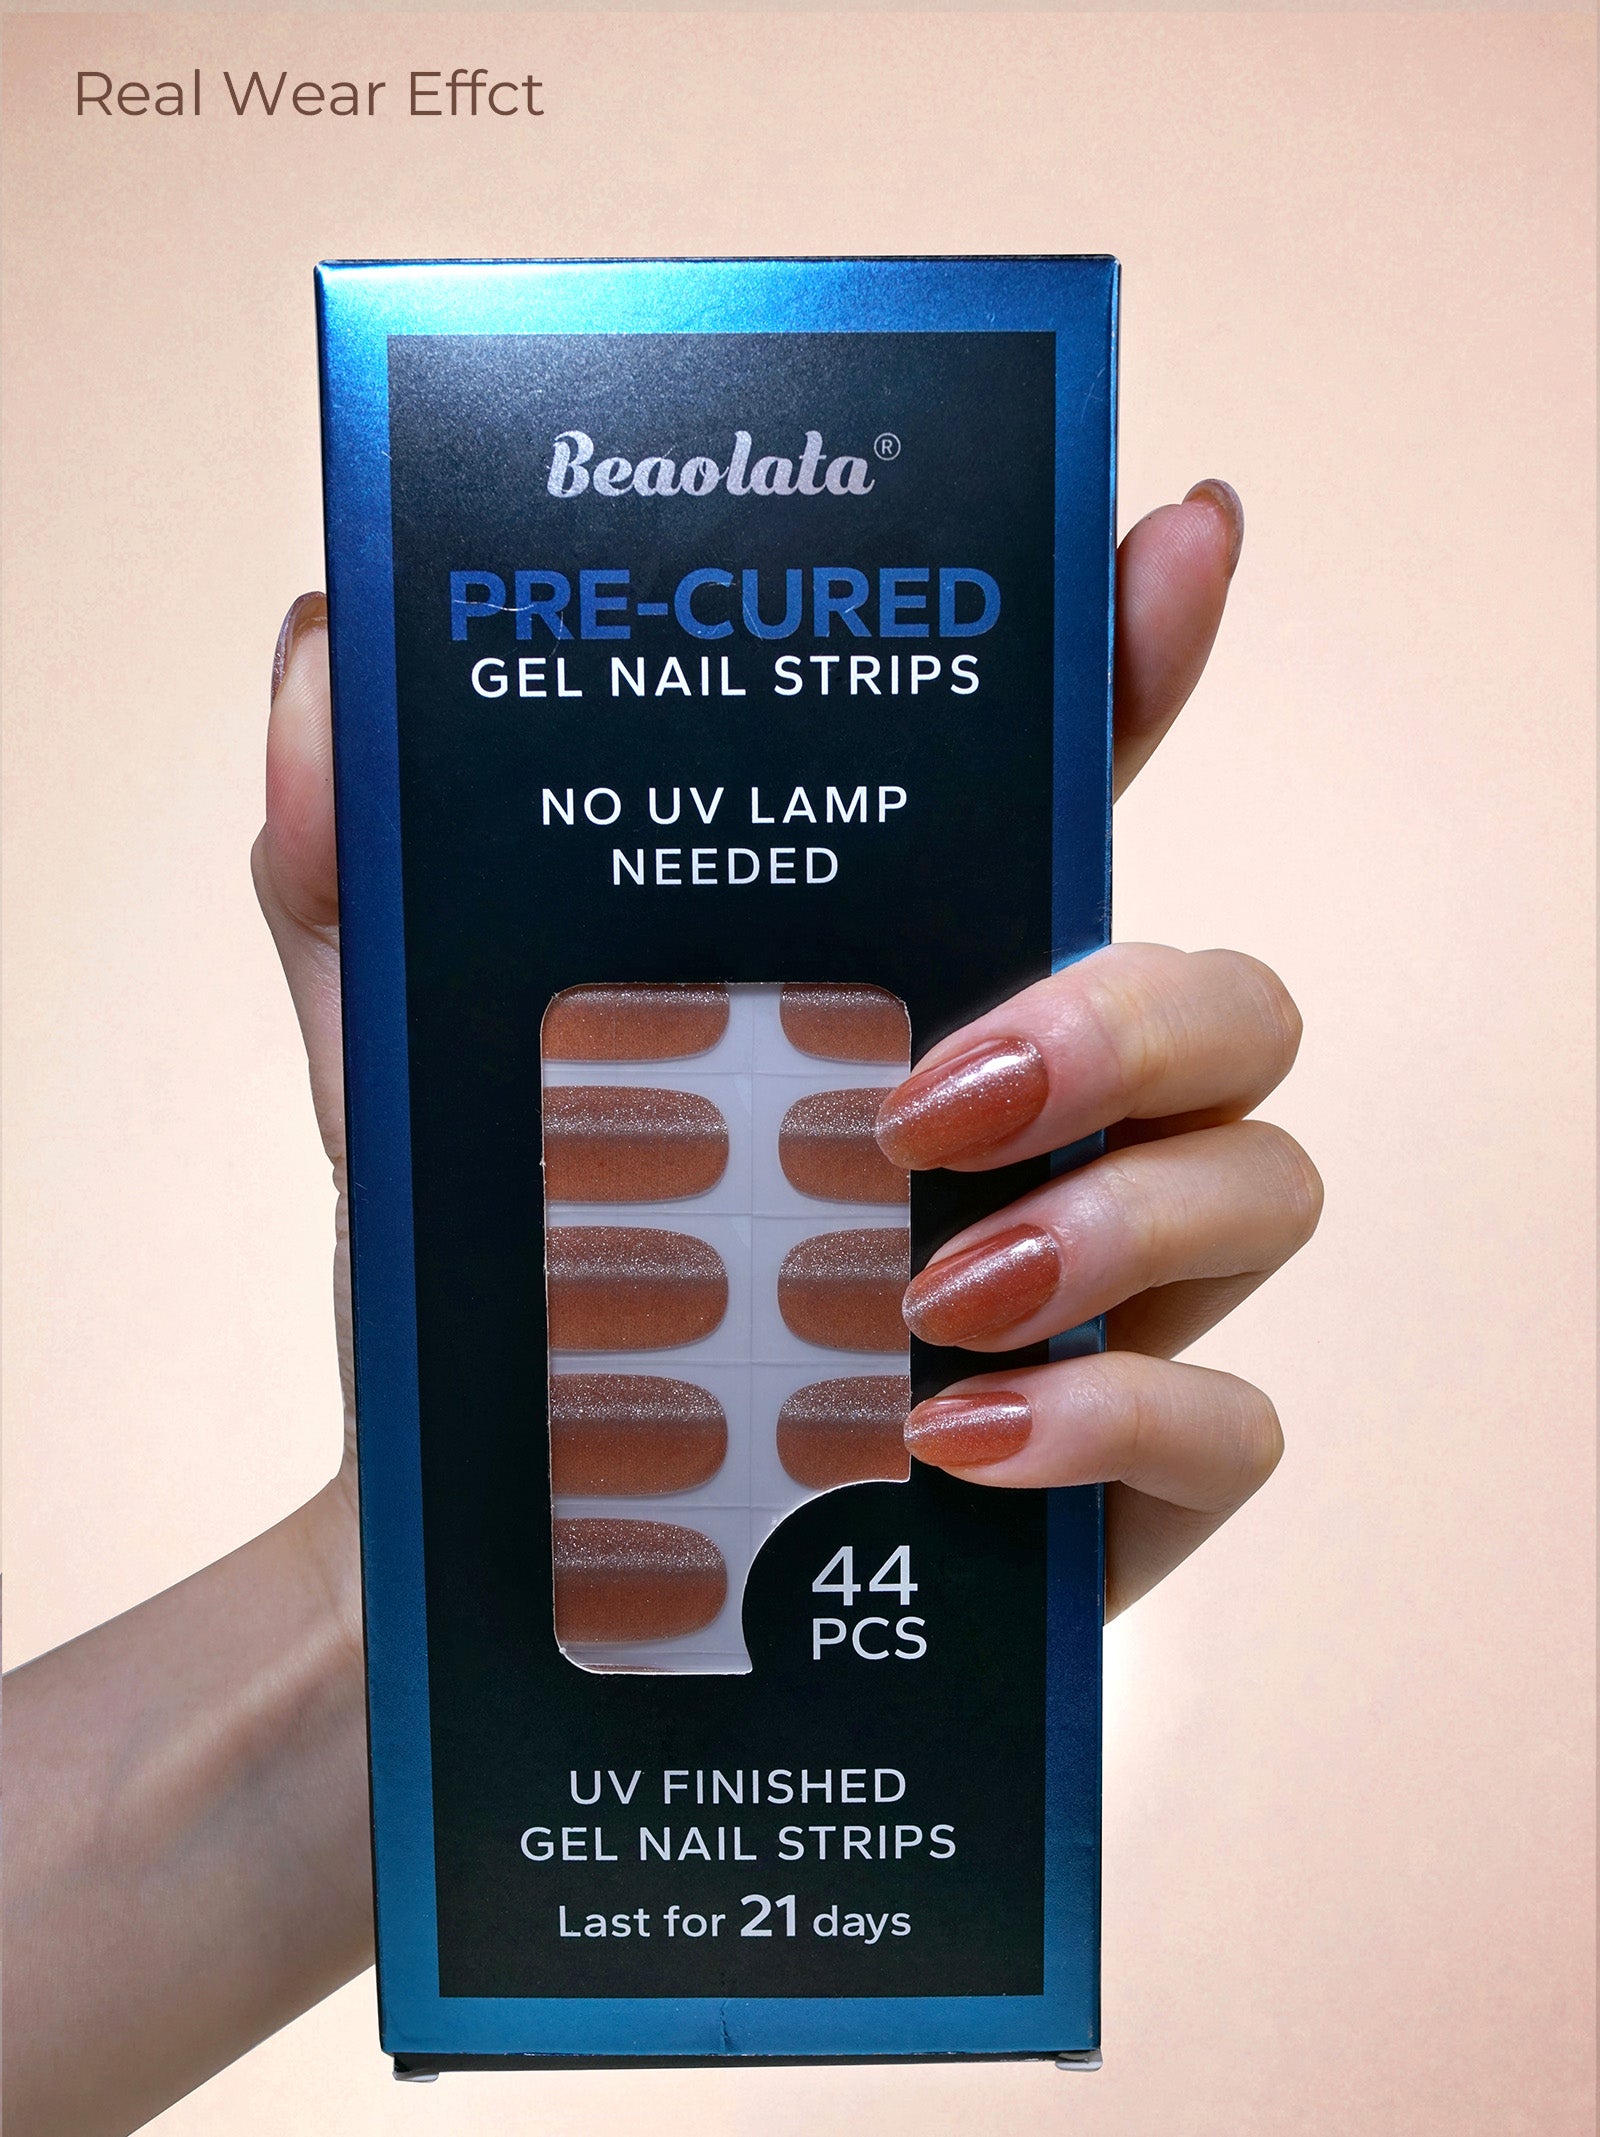 Real Wear Effct
Beaolata®
PRE-CURED
GEL NAIL STRIPS
NO UV LAMP
NEEDED
44
PCS
UV FINISHED
GEL NAIL STRIPS
Last for 21 days